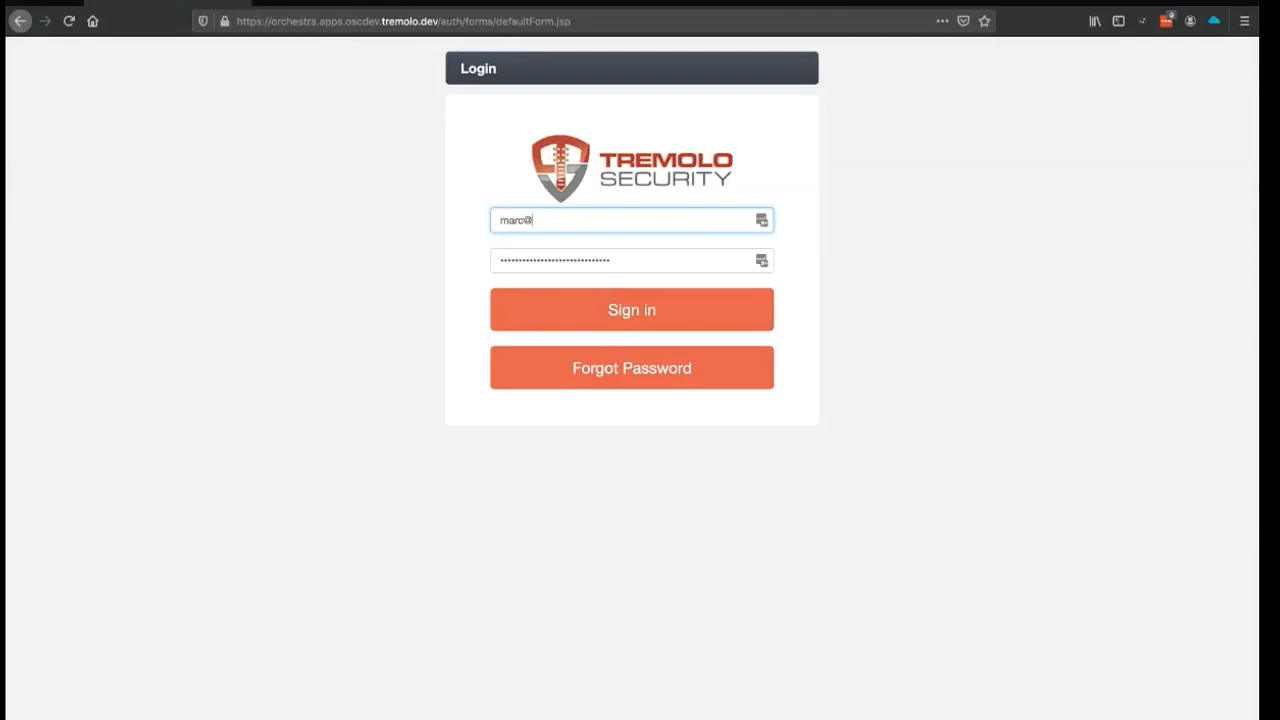 https://orchestra.apps.oscdev.tremolo.dev/auth/forms/defaultForm.jsp
Login
TREMOLO
SECURITY
marc@
Sign in
Forgot Password